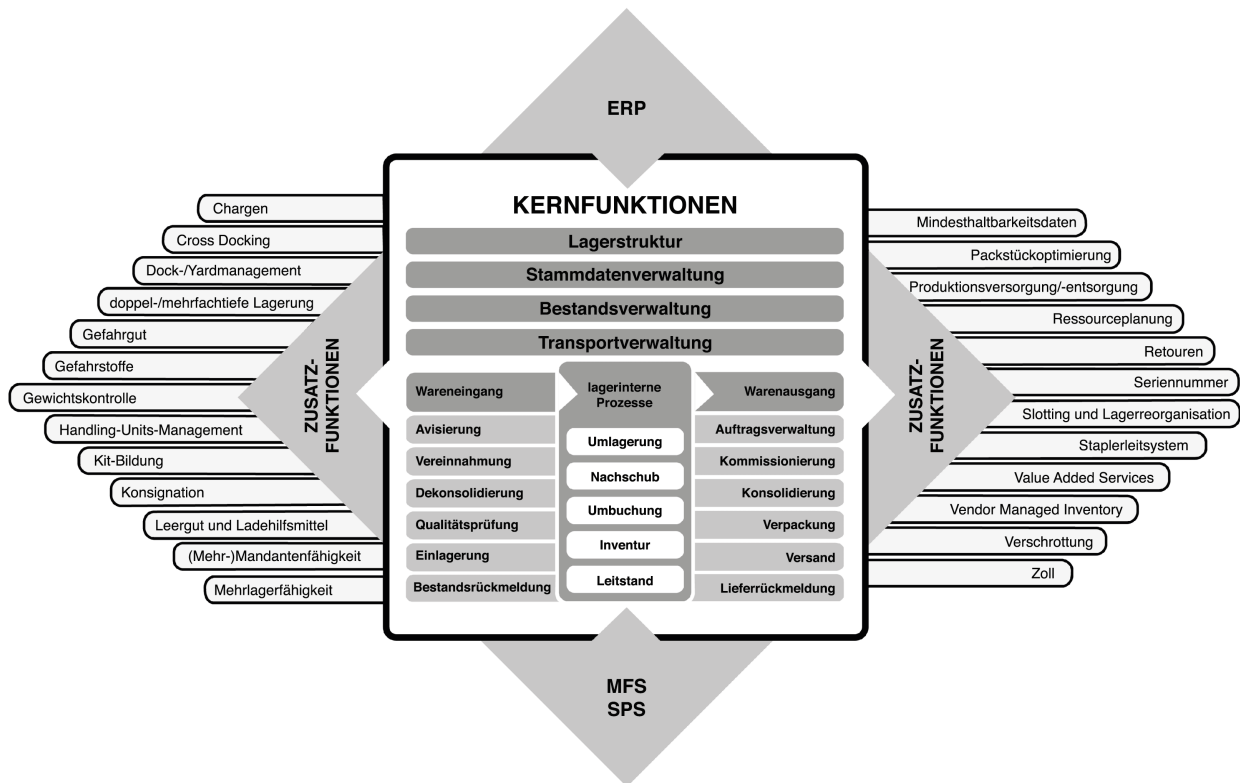 ERP
KERNFUNKTIONEN
Lagerstruktur
Stammdatenverwaltung
Bestandsverwaltung
Transportverwaltung
Wareneingang
Avisierung
Vereinnahmung
Dekonsolidierung
Qualitätsprüfung
Einlagerung
Bestandsrückmeldung
lagerinterne
Prozesse
Umlagerung
Nachschub
Umbuchung
Inventur
Leitstand
Warenausgang
Auftragsverwaltung
Kommissionierung
Konsolidierung
Verpackung
Versand
Lieferrückmeldung
ZUSATZ-
FUNKTIONEN
Chargen
Cross Docking
Dock-/Yardmanagement
doppel-/mehrfachtiefe Lagerung
Gefahrgut
Gefahrstoffe
Gewichtskontrolle
Handling-Units-Management
Kit-Bildung
Konsignation
Leergut und Ladehilfsmittel
(Mehr-)Mandantenfähigkeit
Mehrlagerfähigkeit
ZUSATZ-
FUNKTIONEN
Mindesthaltbarkeitsdaten
Packstückoptimierung
Produktionsversorgung/-entsorgung
Ressourceplanung
Retouren
Seriennummer
Slotting und Lagerreorganisation
Staplerleitsystem
Value Added Services
Vendor Managed Inventory
Verschrottung
Zoll
MFS
SPS